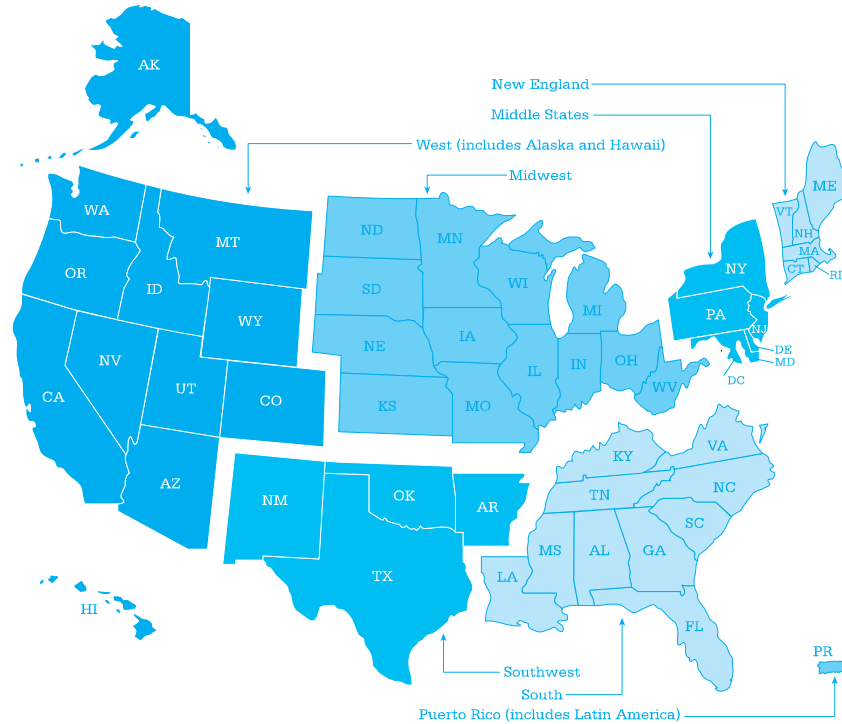 AK
New England
Middle States
West (includes Alaska and Hawaii)
Midwest
ME
WA
VT
ND
NH
MN
MT
MA
OR
NY
CT
RI
WI
ID
SD
MI
PA
WY
NJ
IA
NE
DE
NV
OH
MD
UT
IL
IN
DC
WV
CA
CO
KS
MO
VA
KY
AZ
NC
TN
OK
NM
AR
SC
MS
AL
GA
TX
LA
HI
FL
PR
Southwest
South
Puerto Rico (includes Latin America)